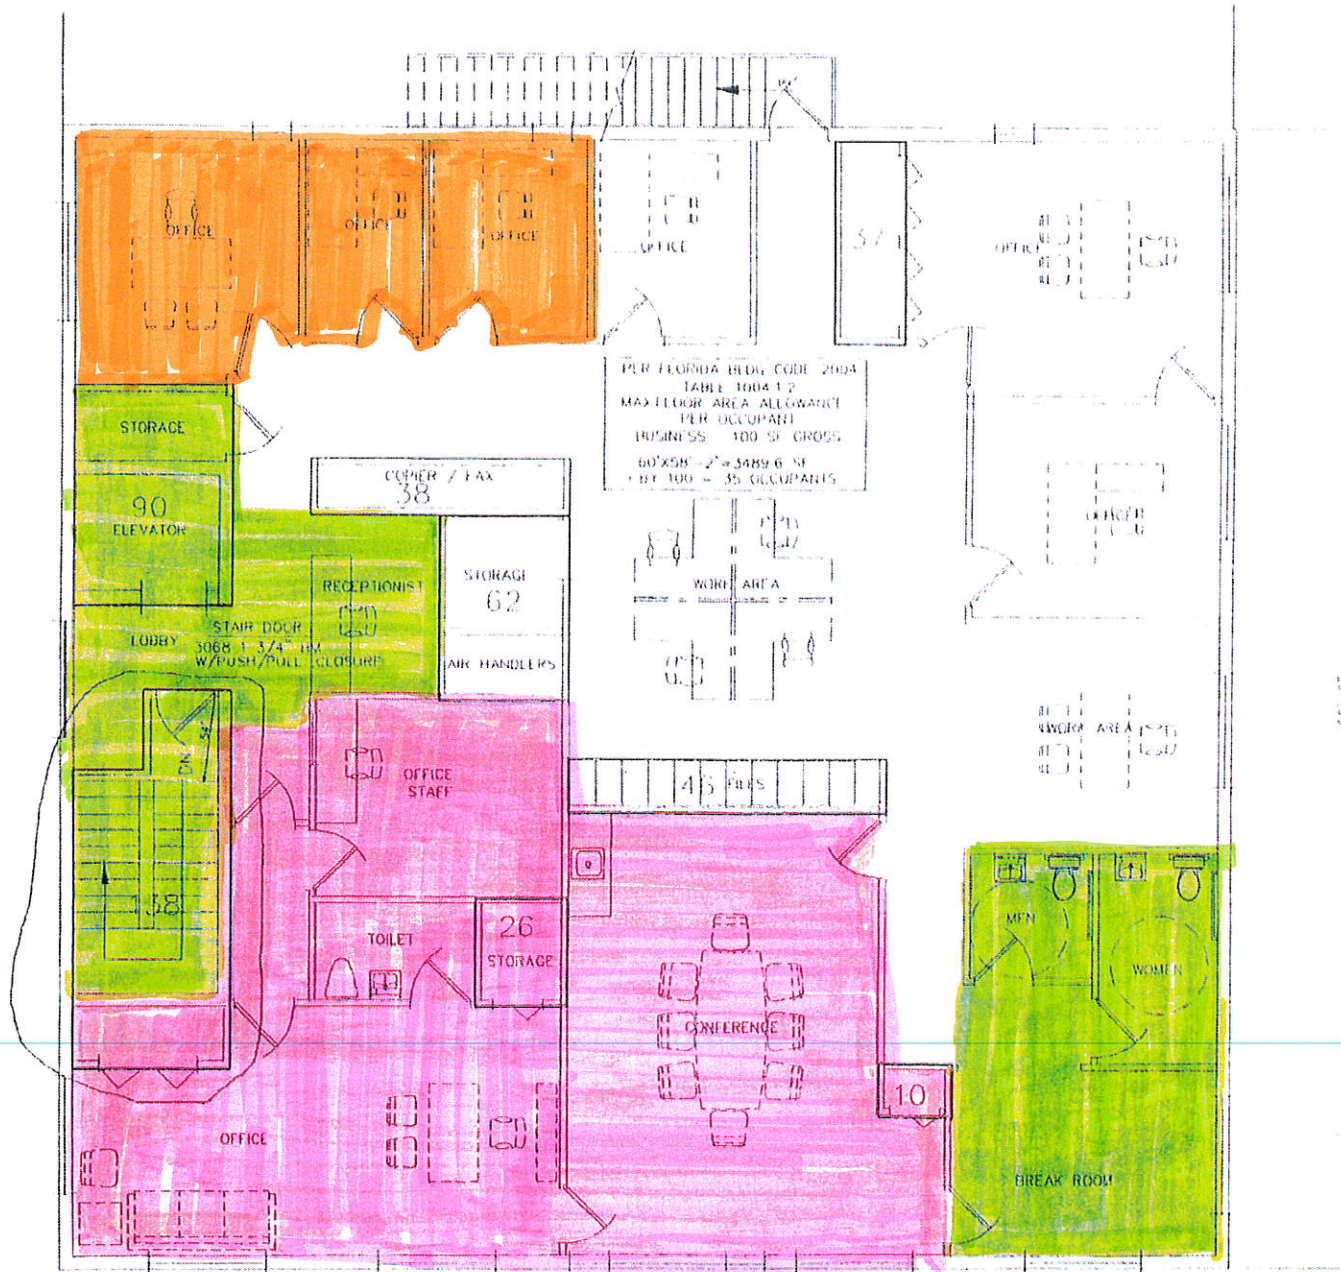 OFFICE
OFFICE
OFFICE
OFFICE
37
OFFICE
PER FLORIDA BLDG CODE 2004
TABLE 1004.1.2
MAX FLOOR AREA ALLOWANCE
PER OCCUPANT
BUSINESS 100 SF GROSS
60'X58'-2"=3489.6 SF
÷ BY 100 = 35 OCCUPANTS
STORAGE
COPIER / FAX
38
90
ELEVATOR
OFFICE
RECEPTIONIST
STORAGE
62
WORK AREA
LOBBY
STAIR DOOR
3068 1-3/4" HM
W/PUSH/PULL CLOSURE
AIR HANDLERS
DN
WORK AREA
OFFICE
STAFF
46 FILES
138
TOILET
26
STORAGE
MEN
WOMEN
CONFERENCE
10
OFFICE
BREAK ROOM